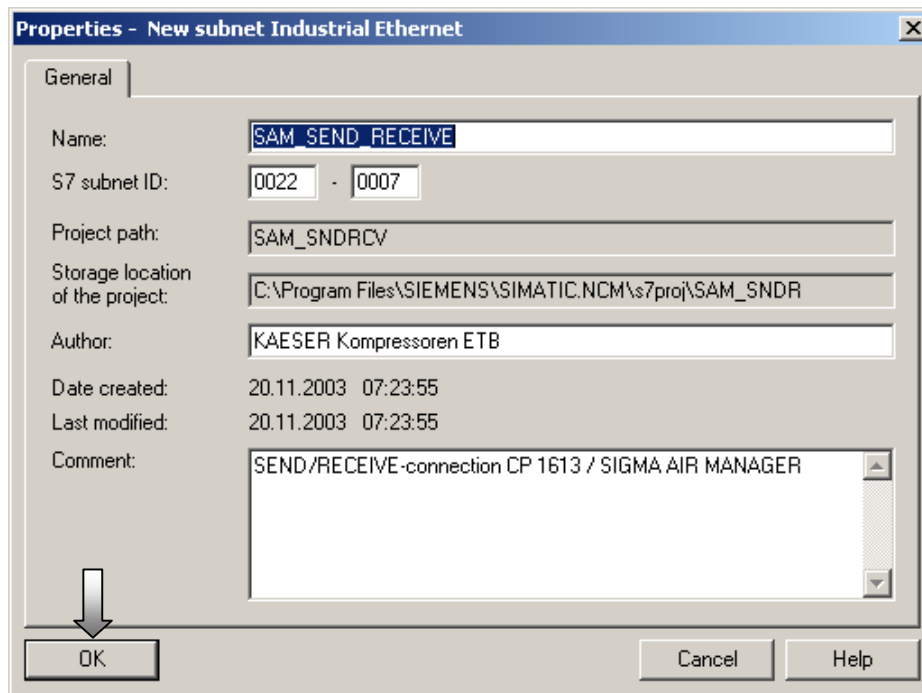 Properties - New subnet Industrial Ethernet
General
Name: SAM_SEND_RECEIVE
S7 subnet ID: 0022 - 0007
Project path: SAM_SNDRCV
Storage location
of the project: C:\Program Files\SIEMENS\SIMATIC.NCM\s7proj\SAM_SNDR
Author: KAESER Kompressoren ETB
Date created: 20.11.2003 07:23:55
Last modified: 20.11.2003 07:23:55
Comment: SEND/RECEIVE-connection CP 1613 / SIGMA AIR MANAGER
OK Cancel Help